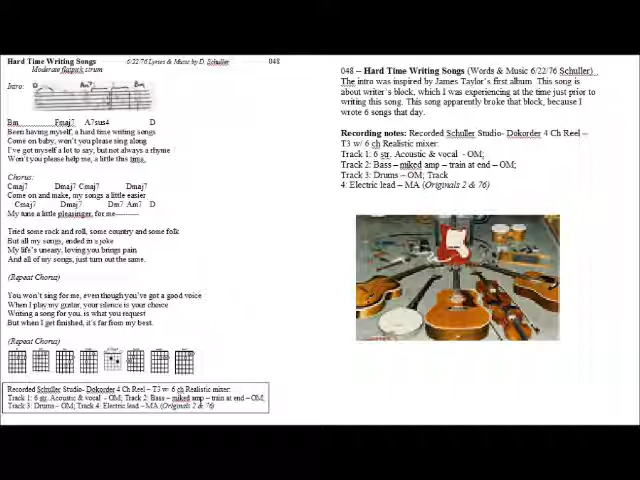 Hard Time Writing Songs 6/22/76 Lyrics & Music by D. Schuller 048
Moderate flatpick strum
Intro: D Am7 Bm
Bm Fmaj7 A7sus4 D
Been having myself, a hard time writing songs
Come on baby, won't you please sing along
I've got myself a lot to say, but not always a rhyme
Won't you please help me, a little this time.
Chorus:
Cmaj7 Dmaj7 Cmaj7 Dmaj7
Come on and make, my songs a little easier
Cmaj7 Dmaj7 Dm7 Am7 D
My tune a little pleasinger, for me----------
Tried some rock and roll, some country and some folk
But all my songs, ended in a joke
My life's uneasy, loving you brings pain
And all of my songs, just turn out the same.
(Repeat Chorus)
You won't sing for me, even though you've got a good voice
When I play my guitar, your silence is your choice
Writing a song for you, is what you request
But when I get finished, it's far from my best.
(Repeat Chorus)
Recorded Schuller Studio- Dokorder 4 Ch Reel – T3 w/ 6 ch Realistic mixer:
Track 1: 6 str. Acoustic & vocal - OM; Track 2: Bass – miked amp – train at end – OM;
Track 3: Drums – OM; Track 4: Electric lead – MA (Originals 2 & 76)
048 – Hard Time Writing Songs (Words & Music 6/22/76 Schuller)
The intro was inspired by James Taylor's first album. This song is
about writer's block, which I was experiencing at the time just prior to
writing this song. This song apparently broke that block, because I
wrote 6 songs that day.
Recording notes: Recorded Schuller Studio- Dokorder 4 Ch Reel –
T3 w/ 6 ch Realistic mixer:
Track 1: 6 str. Acoustic & vocal - OM;
Track 2: Bass – miked amp – train at end – OM;
Track 3: Drums – OM; Track
4: Electric lead – MA (Originals 2 & 76)